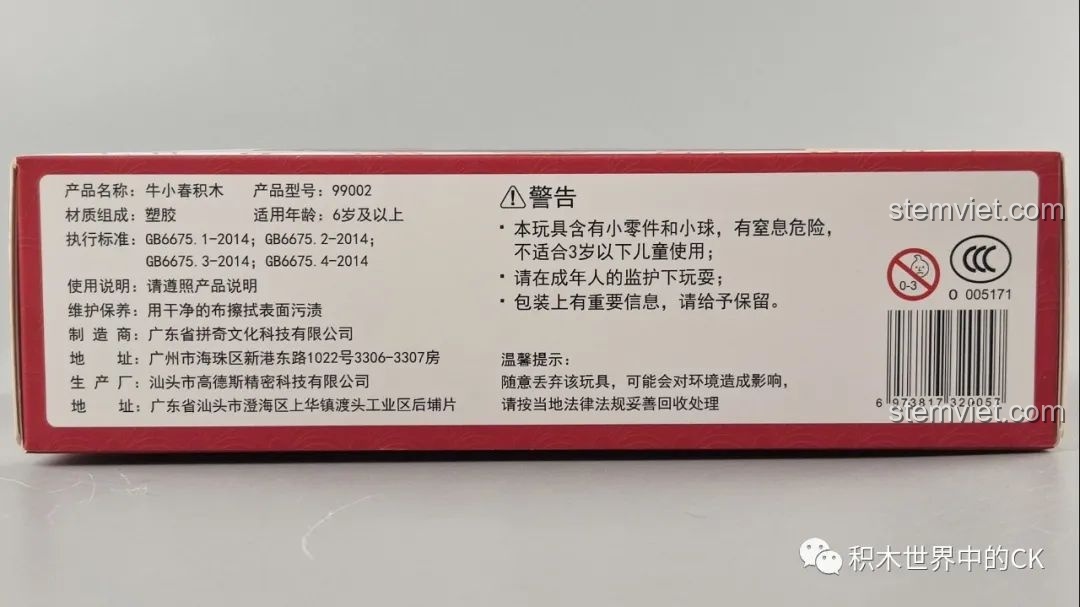 产品名称：牛小春积木 产品型号：99002
材质组成：塑胶 适用年龄：6岁及以上
执行标准：GB6675.1-2014；GB6675.2-2014；
GB6675.3-2014；GB6675.4-2014
使用说明：请遵照产品说明
维护保养：用干净的布擦拭表面污渍
制造商：广东省拼奇文化科技有限公司
地址：广州市海珠区新港东路1022号3306-3307房
生产厂：汕头市高德斯精密科技有限公司
地址：广东省汕头市澄海区上华镇渡头工业区后埔片
警告
· 本玩具含有小零件和小球，有窒息危险，
不适合3岁以下儿童使用；
· 请在成年人的监护下玩耍；
· 包装上有重要信息，请给予保留。
温馨提示：
随意丢弃该玩具，可能会对环境造成影响，
请按当地法律法规妥善回收处理
stemviet.com
0-3
CCC
0 005171
6 973817 329057
stemviet.com
积木世界中的CK